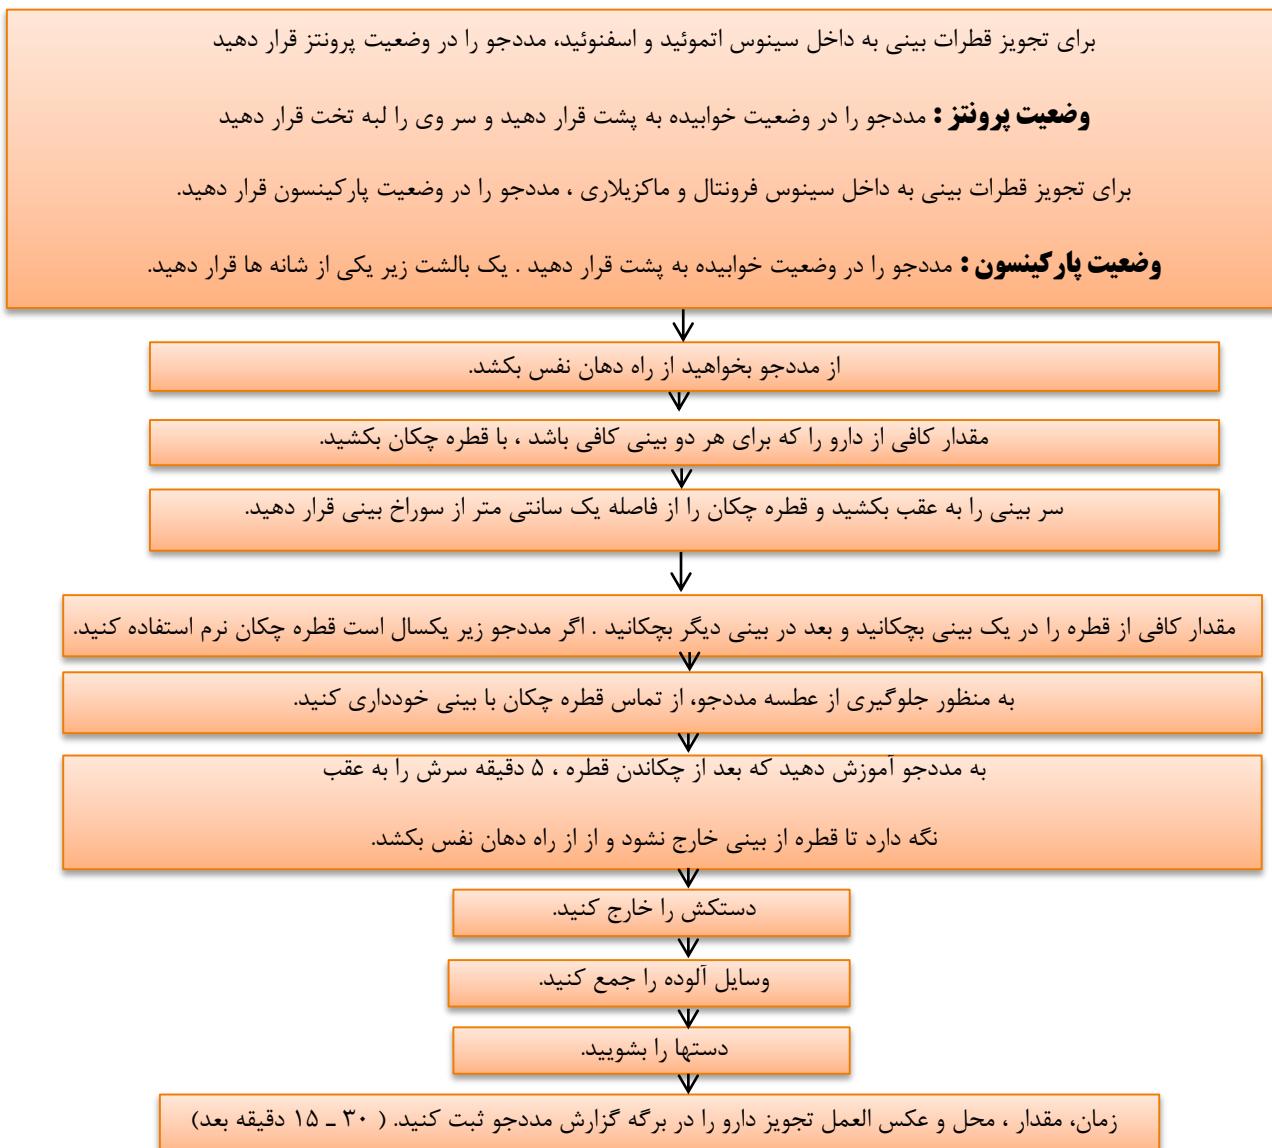 برای تجویز قطرات بینی به داخل سینوس اتموئید و اسفنوئید، مددجو را در وضعیت پرونتز قرار دهید
وضعیت پرونتز : مددجو را در وضعیت خوابیده به پشت قرار دهید و سر وی را لبه تخت قرار دهید
برای تجویز قطرات بینی به داخل سینوس فرونتال و ماکزیلاری ، مددجو را در وضعیت پارکینسون قرار دهید.
وضعیت پارکینسون : مددجو را در وضعیت خوابیده به پشت قرار دهید . یک بالشت زیر یکی از شانه ها قرار دهید.
از مددجو بخواهید از راه دهان نفس بکشد.
مقدار کافی از دارو را که برای هر دو بینی کافی باشد ، با قطره چکان بکشید.
سر بینی را به عقب بکشید و قطره چکان را از فاصله یک سانتی متر از سوراخ بینی قرار دهید.
مقدار کافی از قطره را در یک بینی بچکانید و بعد در بینی دیگر بچکانید . اگر مددجو زیر یکسال است قطره چکان نرم استفاده کنید.
به منظور جلوگیری از عطسه مددجو، از تماس قطره چکان با بینی خودداری کنید.
به مددجو آموزش دهید که بعد از چکاندن قطره ، ۵ دقیقه سرش را به عقب
نگه دارد تا قطره از بینی خارج نشود و از از راه دهان نفس بکشد.
دستکش را خارج کنید.
وسایل آلوده را جمع کنید.
دستها را بشویید.
زمان، مقدار ، محل و عکس العمل تجویز دارو را در برگه گزارش مددجو ثبت کنید. ( ۳۰ ـ ۱۵ دقیقه بعد)